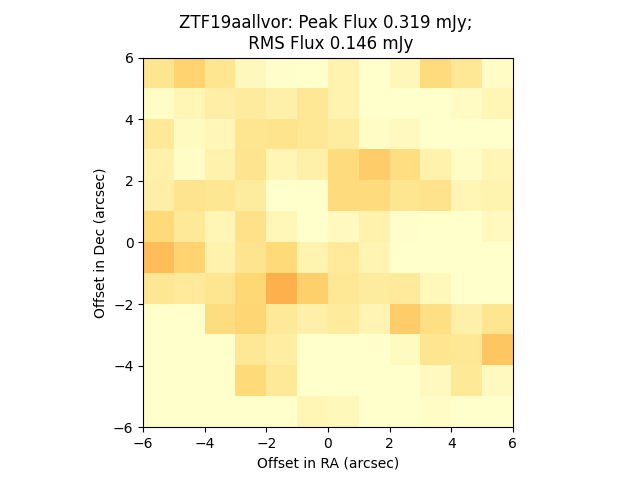 ZTF19aallvor: Peak Flux 0.319 mJy;
RMS Flux 0.146 mJy
6
4
2
0
−2
−4
−6
Offset in Dec (arcsec)
−6 −4 −2 0 2 4 6
Offset in RA (arcsec)